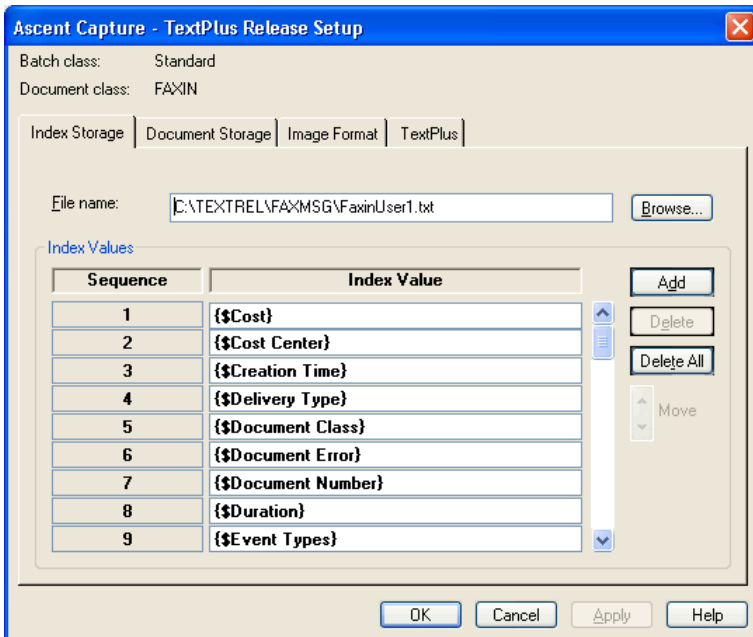 Ascent Capture - TextPlus Release Setup
Batch class: Standard
Document class: FAXIN
Index Storage Document Storage Image Format TextPlus
File name: C:\TEXTREL\FAXMSG\FaxinUser1.txt Browse...
Index Values
Sequence Index Value Add
1 {$Cost}
2 {$Cost Center} Delete
3 {$Creation Time} Delete All
4 {$Delivery Type} Move
5 {$Document Class}
6 {$Document Error}
7 {$Document Number}
8 {$Duration}
9 {$Event Types}
OK Cancel Apply Help